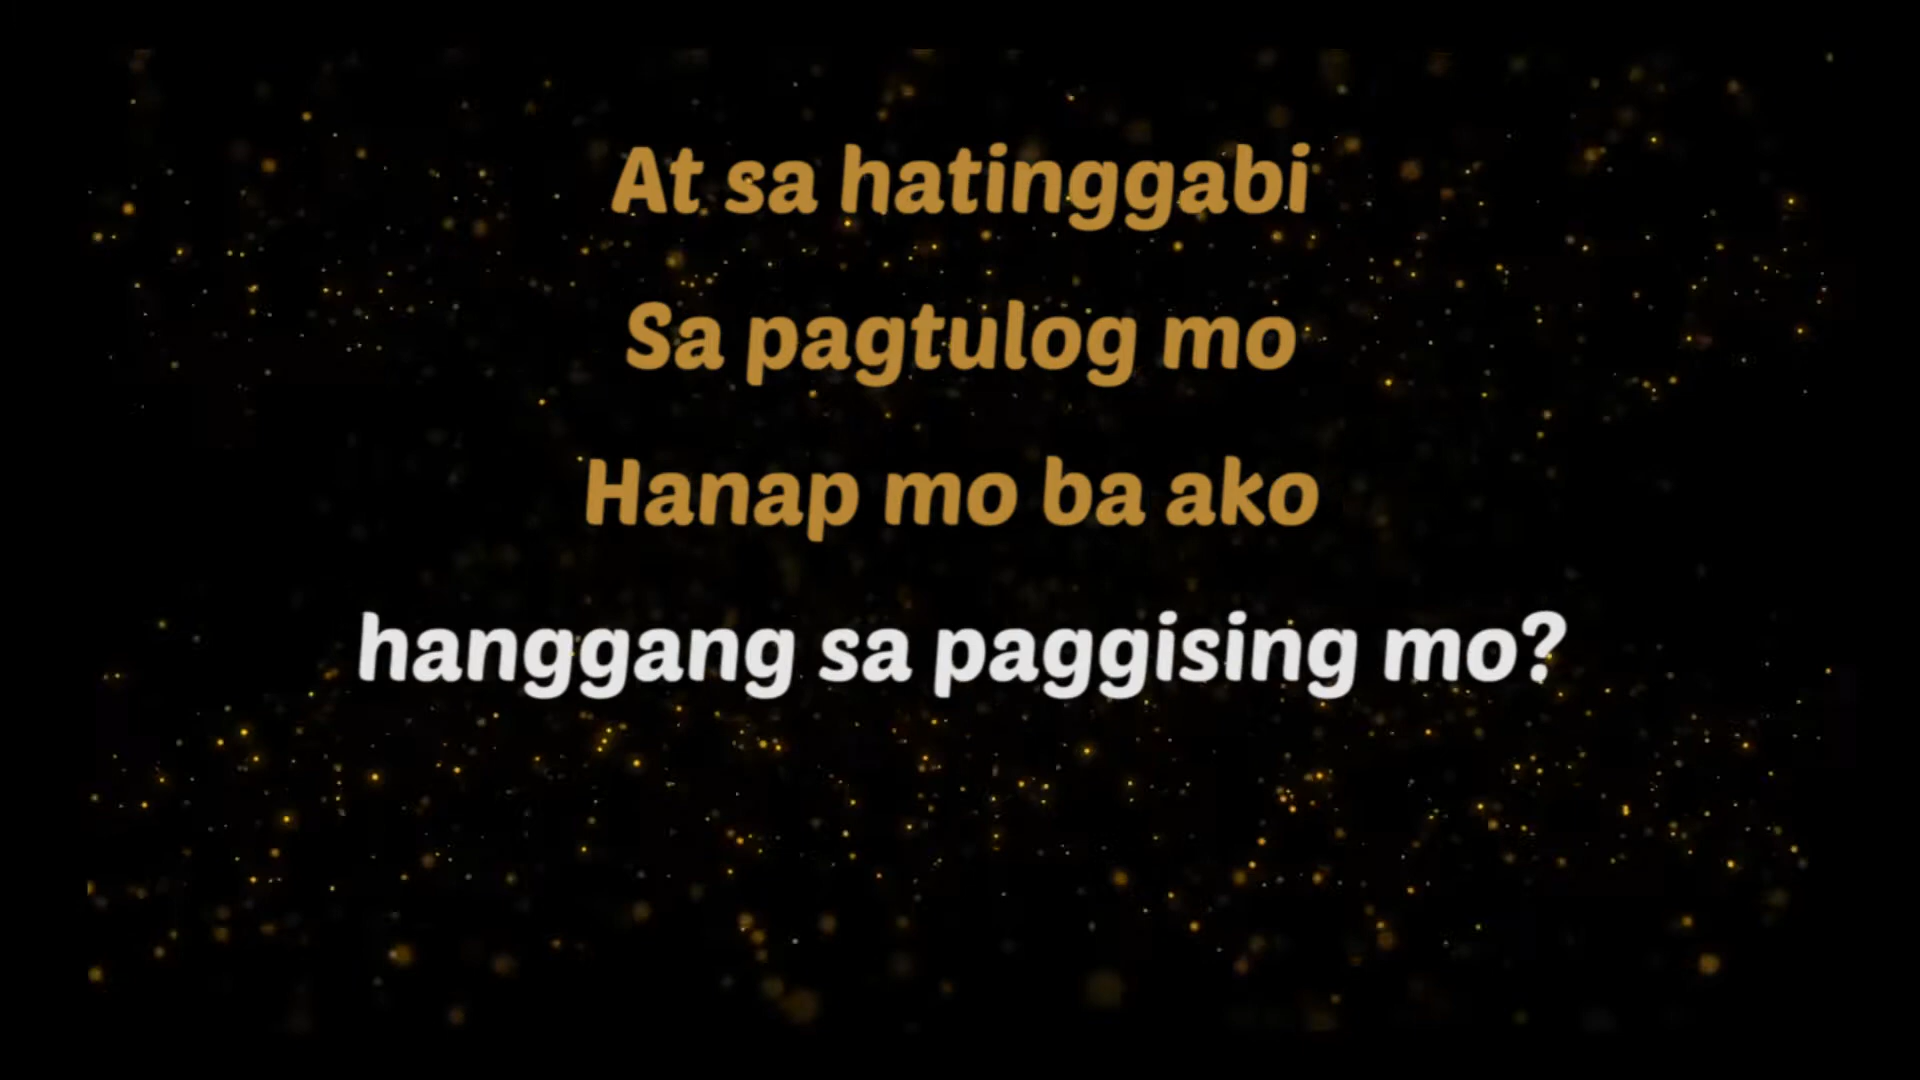 At sa hatinggabi
Sa pagtulog mo
Hanap mo ba ako
hanggang sa paggising mo?